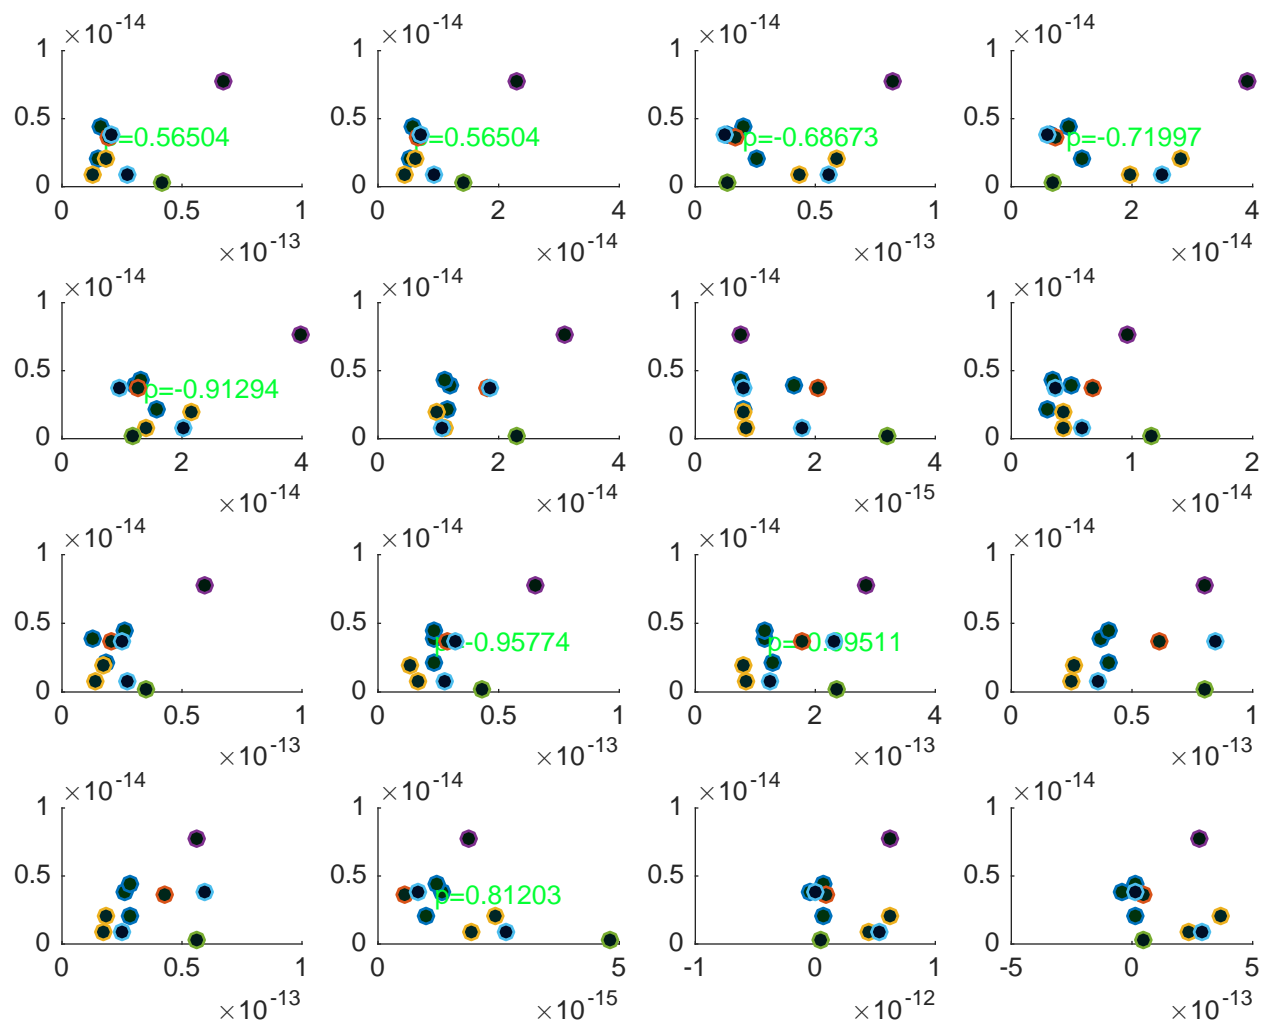 ×10-14 ×10-14 ×10-14 ×10-14
1 1 1 1
0.5 0.5 0.5 0.5
p=0.56504 p=0.56504 p=-0.68673 p=-0.71997
0 0 0 0
0 0.5 1 0 2 4 0 0.5 1 0 2 4
×10-13 ×10-14 ×10-13 ×10-14
×10-14 ×10-14 ×10-14 ×10-14
1 1 1 1
0.5 0.5 0.5 0.5
p=-0.91294
0 0 0 0
0 2 4 0 2 4 0 2 4 0 1 2
×10-14 ×10-14 ×10-15 ×10-14
×10-14 ×10-14 ×10-14 ×10-14
1 1 1 1
0.5 0.5 0.5 0.5
p=-0.95774
0 0 0 0
0 0.5 1 0 0.5 1 0 2 4 0 0.5 1
×10-13 ×10-13 ×10-13 ×10-13
×10-14 ×10-14 ×10-14 ×10-14
1 1 1 1
0.5 0.5 0.5 0.5
p=0.81203
0 0 0 0
0 0.5 1 0 5 -1 0 1 -5 0 5
×10-13 ×10-15 ×10-12 ×10-13